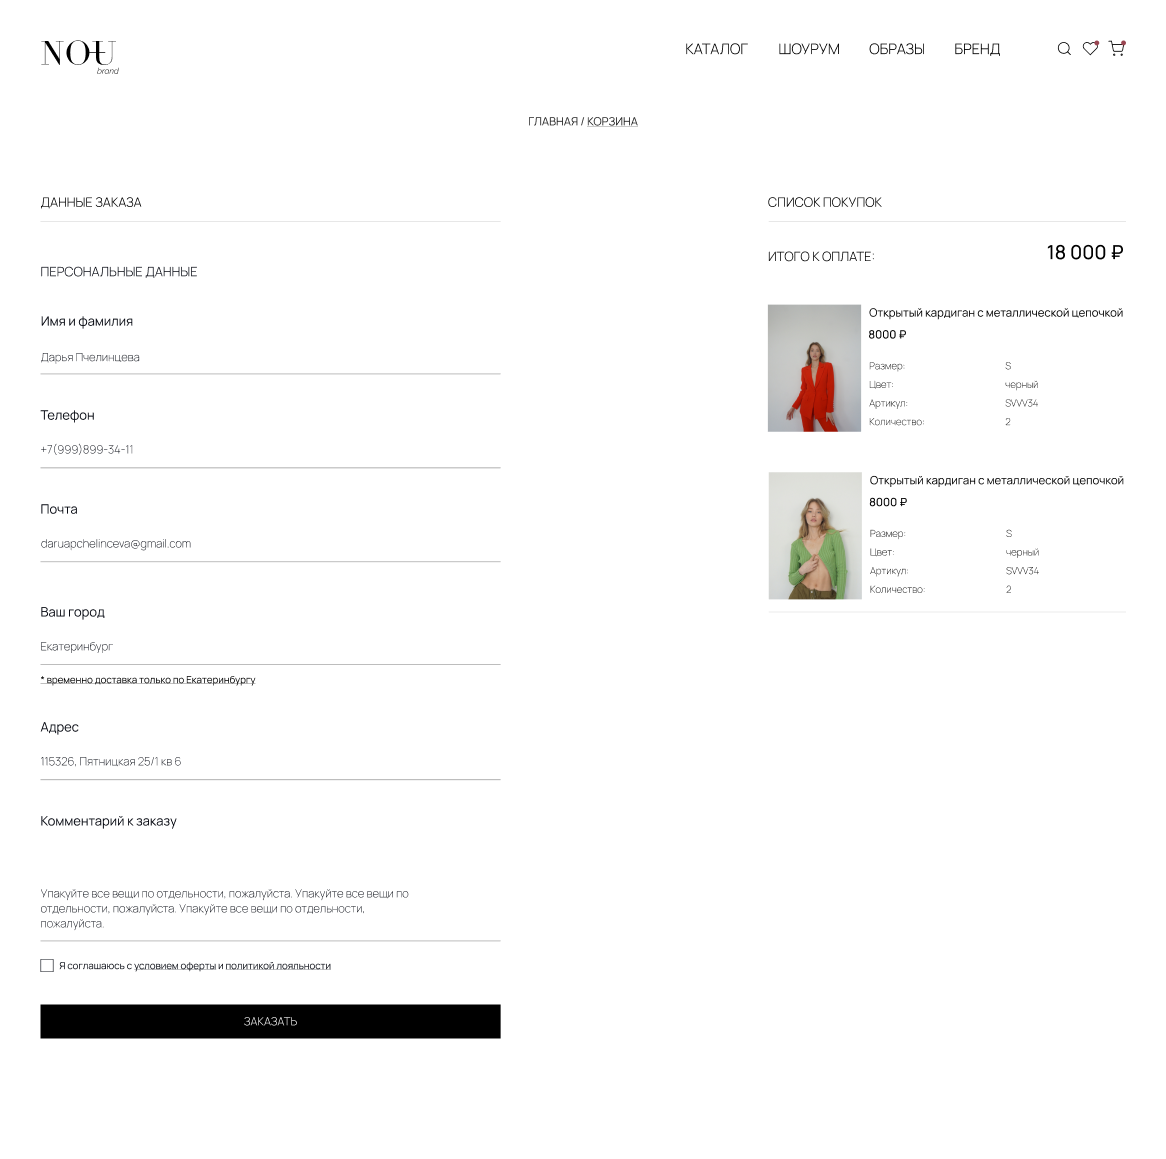 NOU
brand
КАТАЛОГ ШОУРУМ ОБРАЗЫ БРЕНД
ГЛАВНАЯ / КОРЗИНА
ДАННЫЕ ЗАКАЗА
ПЕРСОНАЛЬНЫЕ ДАННЫЕ
Имя и фамилия
Дарья Пчелинцева
Телефон
+7(999)899-34-11
Почта
daruapchelinceva@gmail.com
Ваш город
Екатеринбург
* временно доставка только по Екатеринбургу
Адрес
115326, Пятницкая 25/1 кв 6
Комментарий к заказу
Упакуйте все вещи по отдельности, пожалуйста. Упакуйте все вещи по
отдельности, пожалуйста. Упакуйте все вещи по отдельности,
пожалуйста.
Я соглашаюсь с условием оферты и политикой лояльности
ЗАКАЗАТЬ
СПИСОК ПОКУПОК
ИТОГО К ОПЛАТЕ: 18 000 ₽
Открытый кардиган с металлической цепочкой
8000 ₽
Размер: S
Цвет: черный
Артикул: SVVV34
Количество: 2
Открытый кардиган с металлической цепочкой
8000 ₽
Размер: S
Цвет: черный
Артикул: SVVV34
Количество: 2